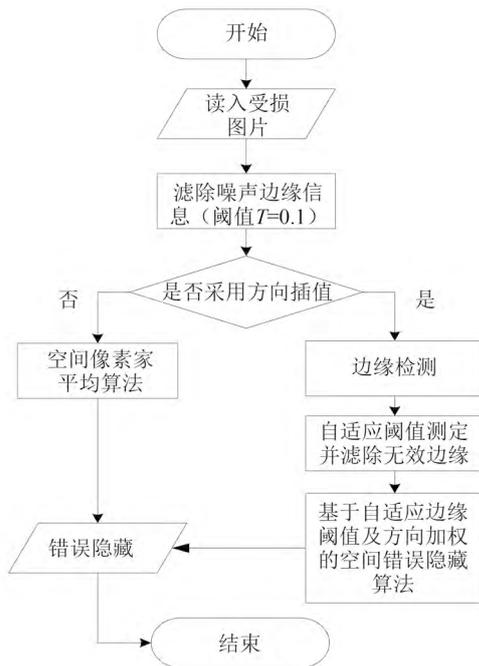 开始
读入受损
图片
滤除噪声边缘信
息（阈值T=0.1）
是否采用方向插值
否
是
空间像素家
平均算法
边缘检测
自适应阈值测定
并滤除无效边缘
基于自适应边缘
阈值及方向加权
的空间错误隐藏
算法
错误隐藏
结束